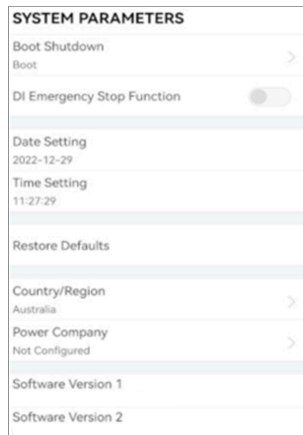 SYSTEM PARAMETERS
Boot Shutdown
Boot
DI Emergency Stop Function
Date Setting
2022-12-29
Time Setting
11:27:29
Restore Defaults
Country/Region
Australia
Power Company
Not Configured
Software Version 1
Software Version 2